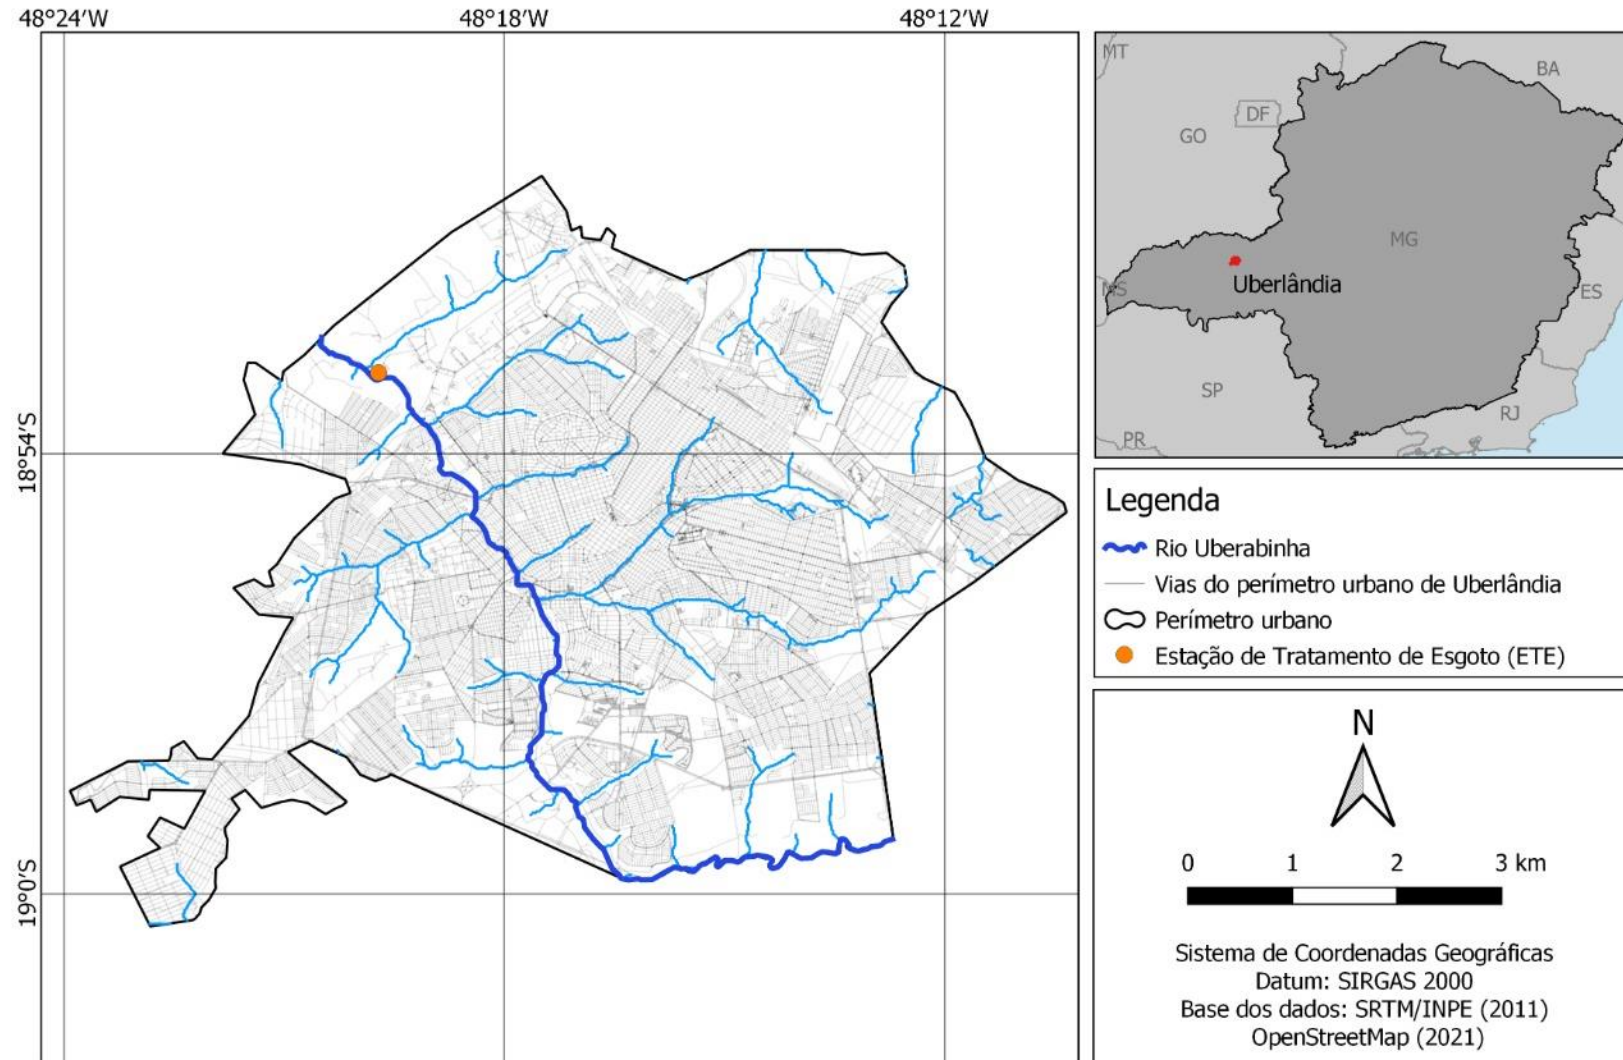 48°24′W
48°18′W
48°12′W
18°54′S
19°0′S
MT
BA
DF
GO
MG
MS
Uberlândia
ES
SP
RJ
PR
Legenda
Rio Uberabinha
Vias do perímetro urbano de Uberlândia
Perímetro urbano
Estação de Tratamento de Esgoto (ETE)
N
0 1 2 3 km
Sistema de Coordenadas Geográficas
Datum: SIRGAS 2000
Base dos dados: SRTM/INPE (2011)
OpenStreetMap (2021)